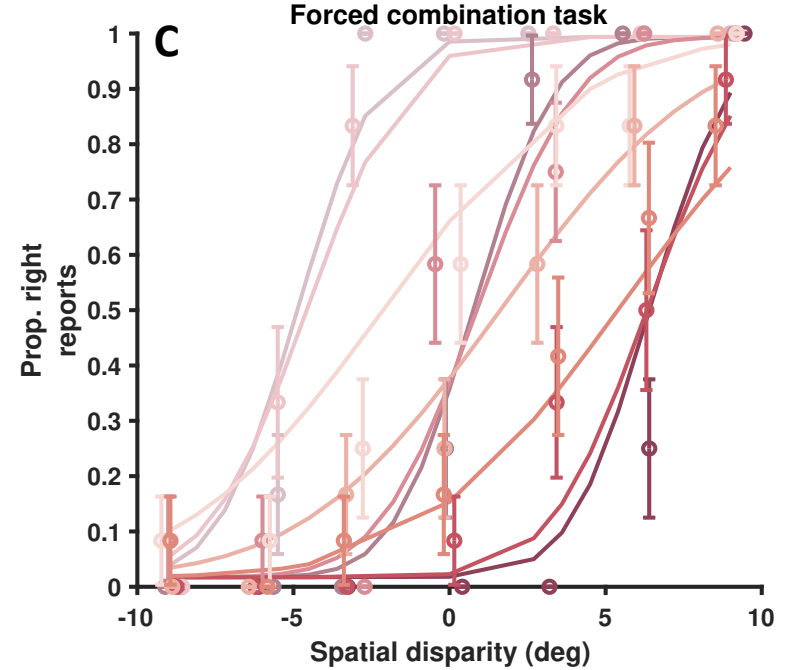 Forced combination task
C
1
0.9
0.8
0.7
0.6
0.5
0.4
0.3
0.2
0.1
0
Prop. right
reports
-10 -5 0 5 10
Spatial disparity (deg)